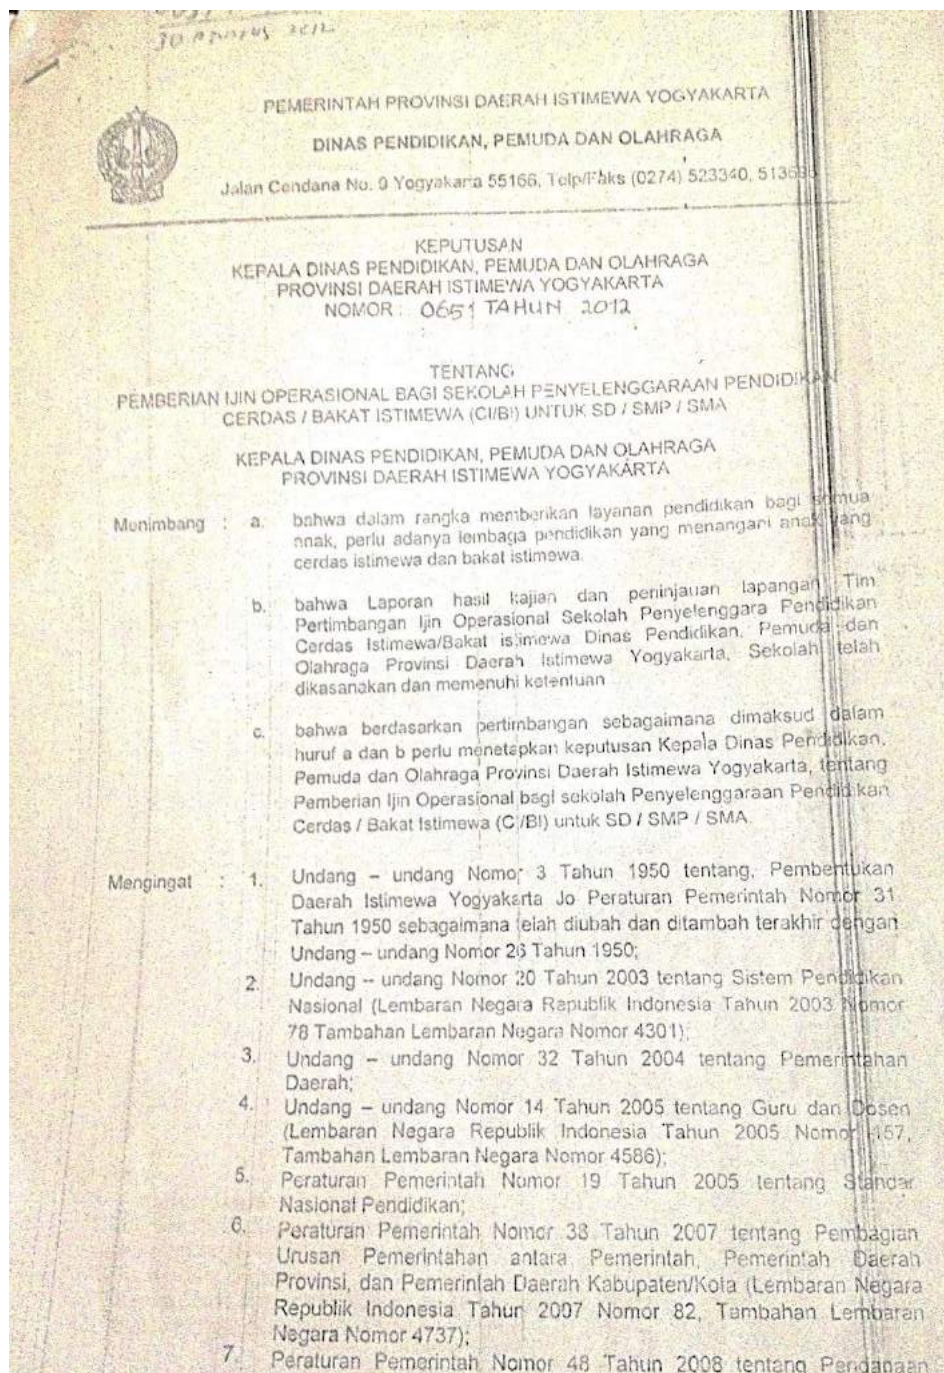 30 Agustus 2012
PEMERINTAH PROVINSI DAERAH ISTIMEWA YOGYAKARTA
DINAS PENDIDIKAN, PEMUDA DAN OLAHRAGA
Jalan Cendana No. 9 Yogyakarta 55166, Telp/Faks (0274) 523340,
KEPUTUSAN
KEPALA DINAS PENDIDIKAN, PEMUDA DAN OLAHRAGA
PROVINSI DAERAH ISTIMEWA YOGYAKARTA
NOMOR : 0651 TAHUN 2012
TENTANG
PEMBERIAN IJIN OPERASIONAL BAGI SEKOLAH PENYELENGGARAAN PENDIDIKAN
CERDAS / BAKAT ISTIMEWA (CI/BI) UNTUK SD / SMP / SMA
KEPALA DINAS PENDIDIKAN, PEMUDA DAN OLAHRAGA
PROVINSI DAERAH ISTIMEWA YOGYAKARTA
Menimbang : a. bahwa dalam rangka memberikan layanan pendidikan bagi semua
anak, perlu adanya lembaga pendidikan yang menangani anak yang
cerdas istimewa dan bakat istimewa.
b. bahwa Laporan hasil kajian dan peninjauan lapangan Tim
Pertimbangan Ijin Operasional Sekolah Penyelenggara Pendidikan
Cerdas Istimewa/Bakat istimewa Dinas Pendidikan, Pemuda dan
Olahraga Provinsi Daerah Istimewa Yogyakarta, Sekolah telah
dikasanakan dan memenuhi ketentuan
c. bahwa berdasarkan pertimbangan sebagaimana dimaksud dalam
huruf a dan b perlu menetapkan keputusan Kepala Dinas Pendidikan,
Pemuda dan Olahraga Provinsi Daerah Istimewa Yogyakarta, tentang
Pemberian Ijin Operasional bagi sekolah Penyelenggaraan Pendidikan
Cerdas / Bakat Istimewa (CI/BI) untuk SD / SMP / SMA.
Mengingat : 1. Undang – undang Nomor 3 Tahun 1950 tentang, Pembentukan
Daerah Istimewa Yogyakarta Jo Peraturan Pemerintah Nomor 31
Tahun 1950 sebagaimana telah diubah dan ditambah terakhir dengan
Undang – undang Nomor 26 Tahun 1950;
2. Undang – undang Nomor 20 Tahun 2003 tentang Sistem Pendidikan
Nasional (Lembaran Negara Republik Indonesia Tahun 2003 Nomor
78 Tambahan Lembaran Negara Nomor 4301);
3. Undang – undang Nomor 32 Tahun 2004 tentang Pemerintahan
Daerah;
4. Undang – undang Nomor 14 Tahun 2005 tentang Guru dan Dosen
(Lembaran Negara Republik Indonesia Tahun 2005 Nomor 157,
Tambahan Lembaran Negara Nomor 4586);
5. Peraturan Pemerintah Nomor 19 Tahun 2005 tentang Standar
Nasional Pendidikan;
6. Peraturan Pemerintah Nomor 38 Tahun 2007 tentang Pembagian
Urusan Pemerintahan antara Pemerintah, Pemerintah Daerah
Provinsi, dan Pemerintah Daerah Kabupaten/Kota (Lembaran Negara
Republik Indonesia Tahun 2007 Nomor 82, Tambahan Lembaran
Negara Nomor 4737);
7. Peraturan Pemerintah Nomor 48 Tahun 2008 tentang Pendanaan